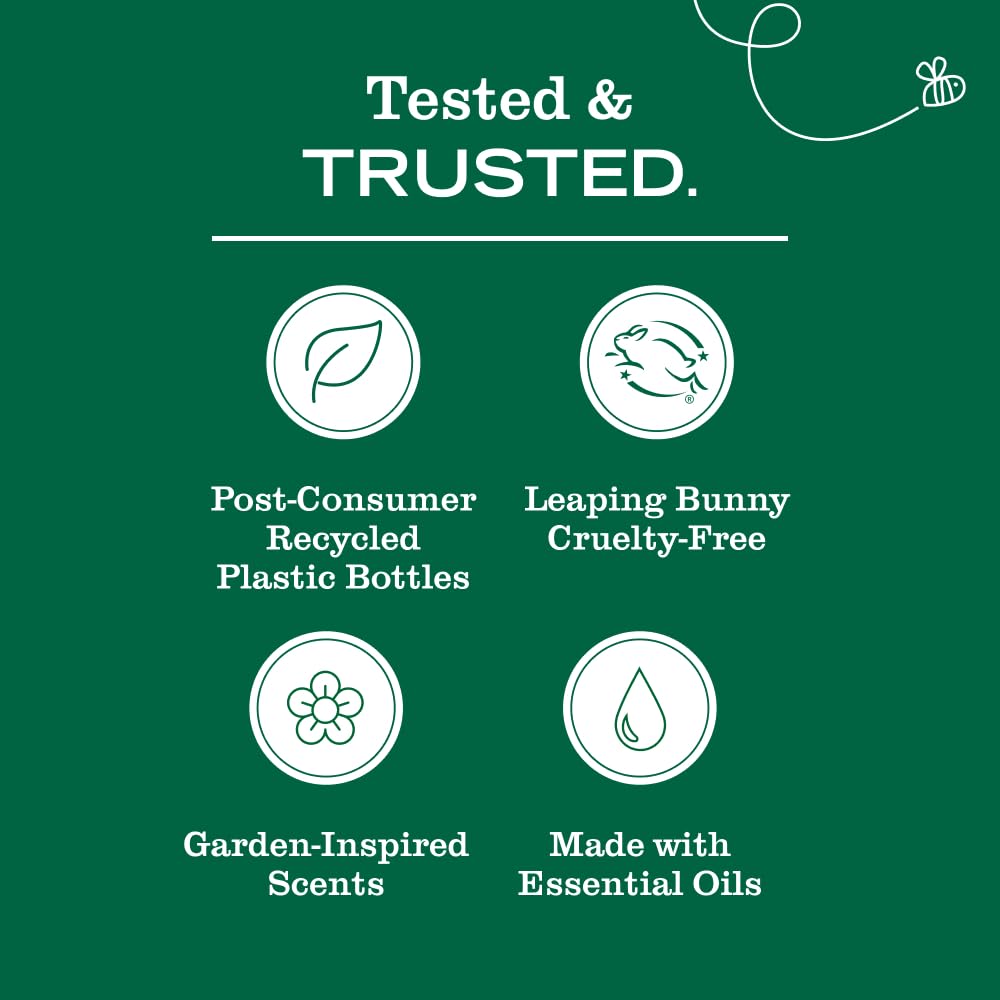 Tested &
TRUSTED.
Post-Consumer
Recycled
Plastic Bottles
Leaping Bunny
Cruelty-Free
®
Garden-Inspired
Scents
Made with
Essential Oils